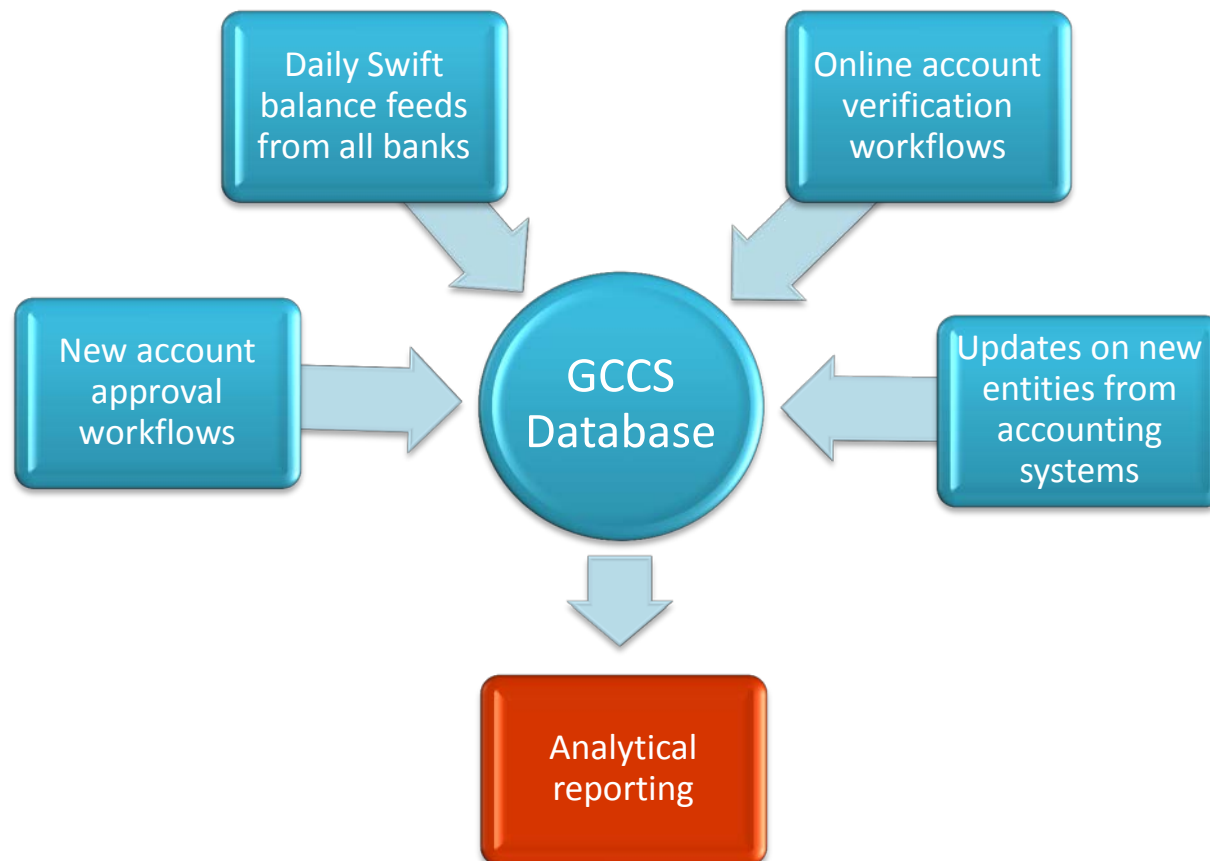 Daily Swift
balance feeds
from all banks
Online account
verification
workflows
New account
approval
workflows
GCCS
Database
Updates on new
entities from
accounting
systems
Analytical
reporting